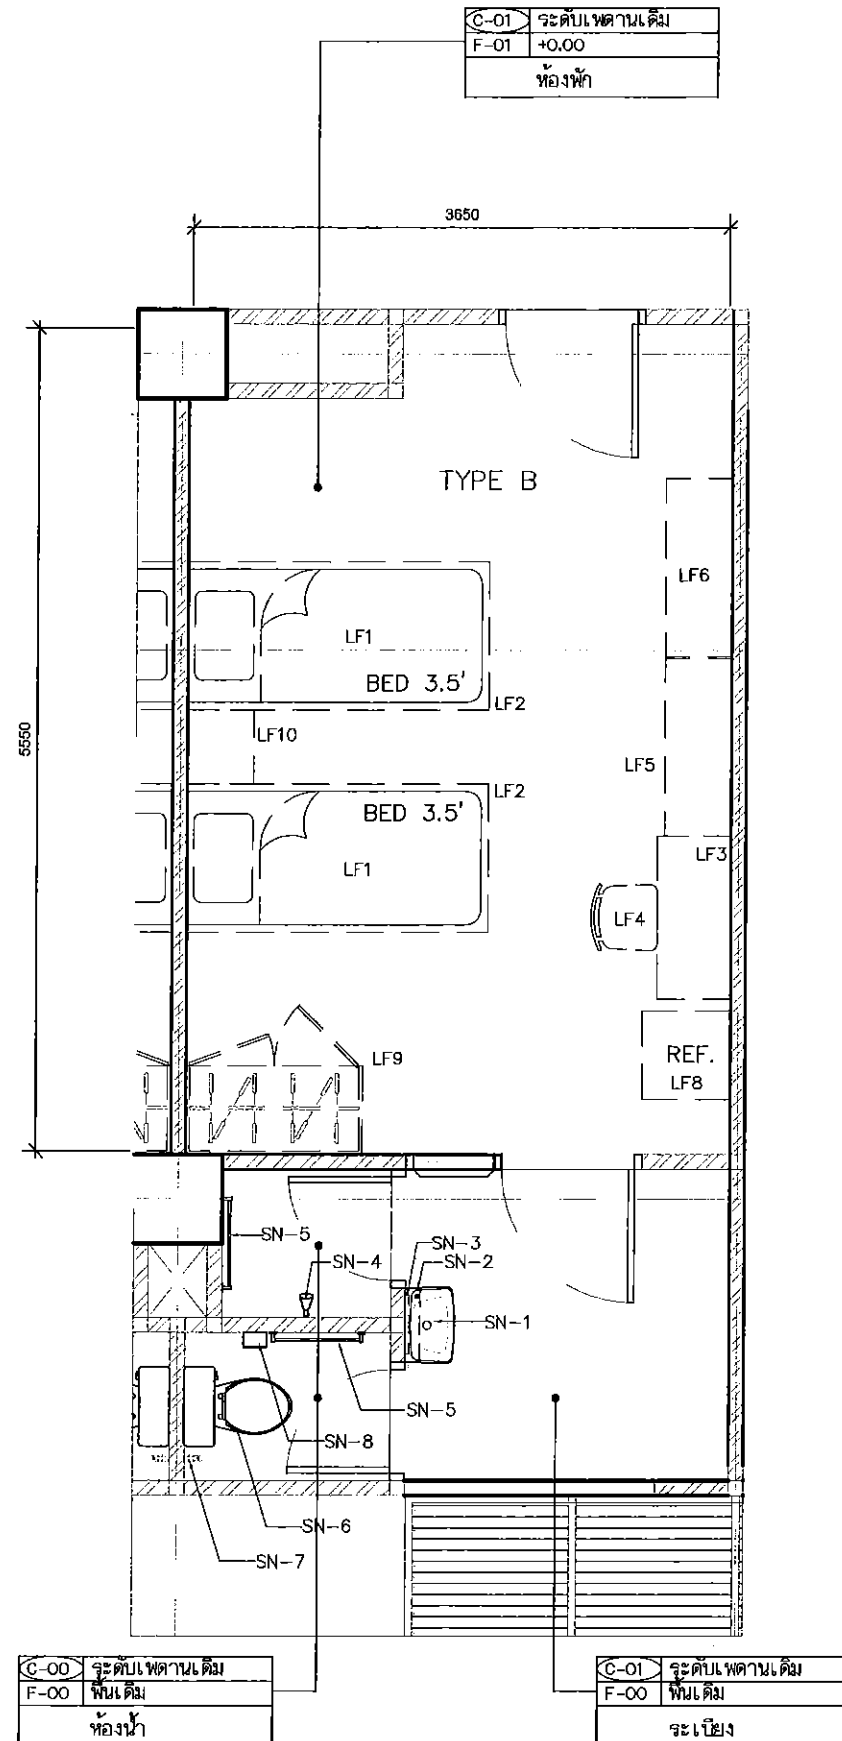 C-01 ระดับเพดานเดิม
F-01 +0.00
ห้องพัก
3650
TYPE B
LF6
LF1
BED 3.5'
LF2
LF10
5550
LF5
LF2
BED 3.5'
LF3
LF1
LF4
LF9
REF.
LF8
SN-5
SN-3
SN-4
SN-2
SN-1
SN-5
SN-8
SN-6
SN-7
C-00 ระดับเพดานเดิม
F-00 พื้นเดิม
ห้องน้ำ
C-01 ระดับเพดานเดิม
F-00 พื้นเดิม
ระเบียง